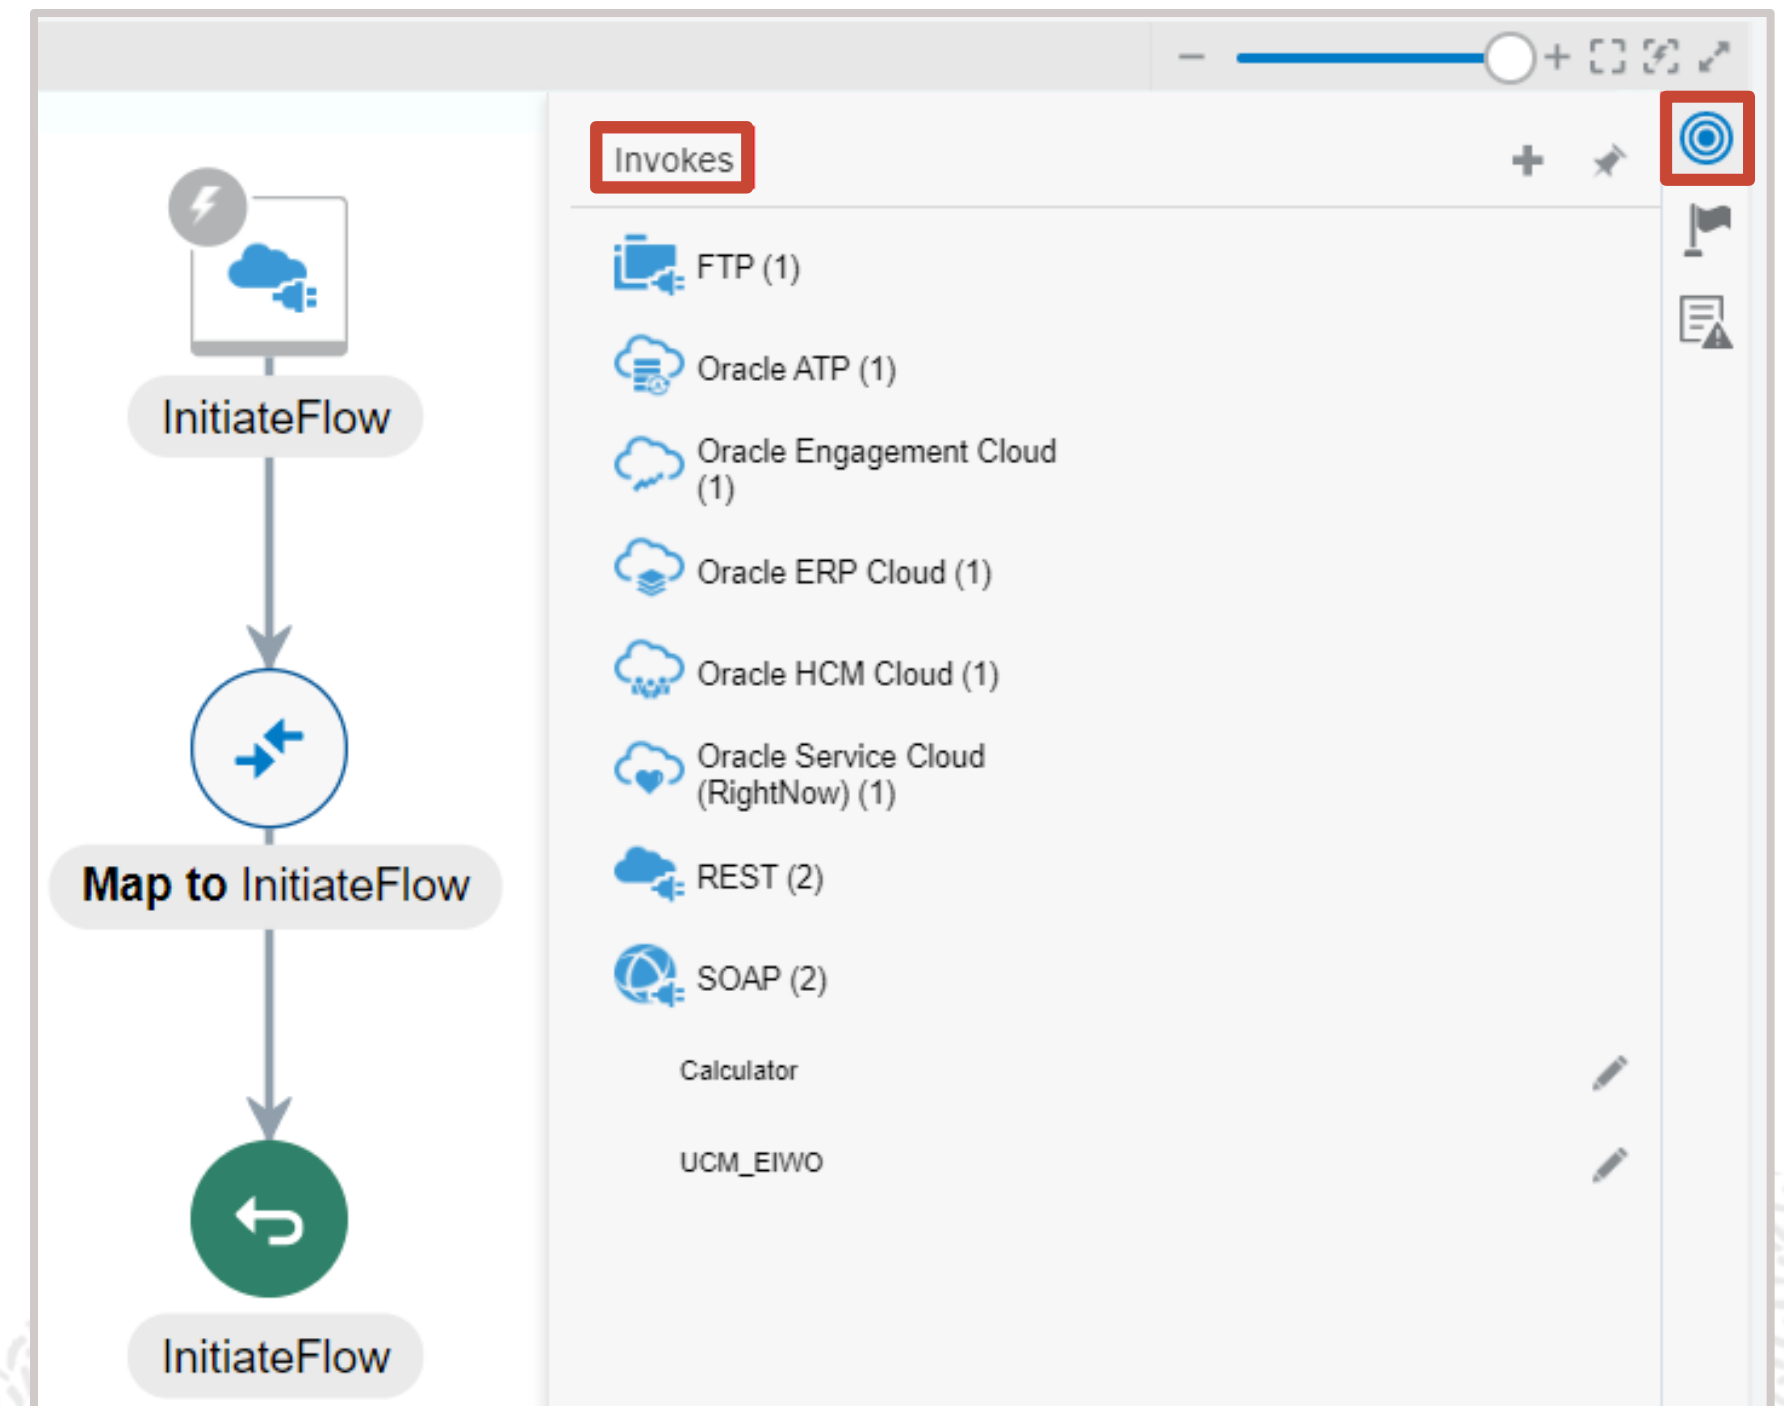 InitiateFlow
Map to InitiateFlow
InitiateFlow
Invokes
FTP (1)
Oracle ATP (1)
Oracle Engagement Cloud
(1)
Oracle ERP Cloud (1)
Oracle HCM Cloud (1)
Oracle Service Cloud
(RightNow) (1)
REST (2)
SOAP (2)
Calculator
UCM_EIWO